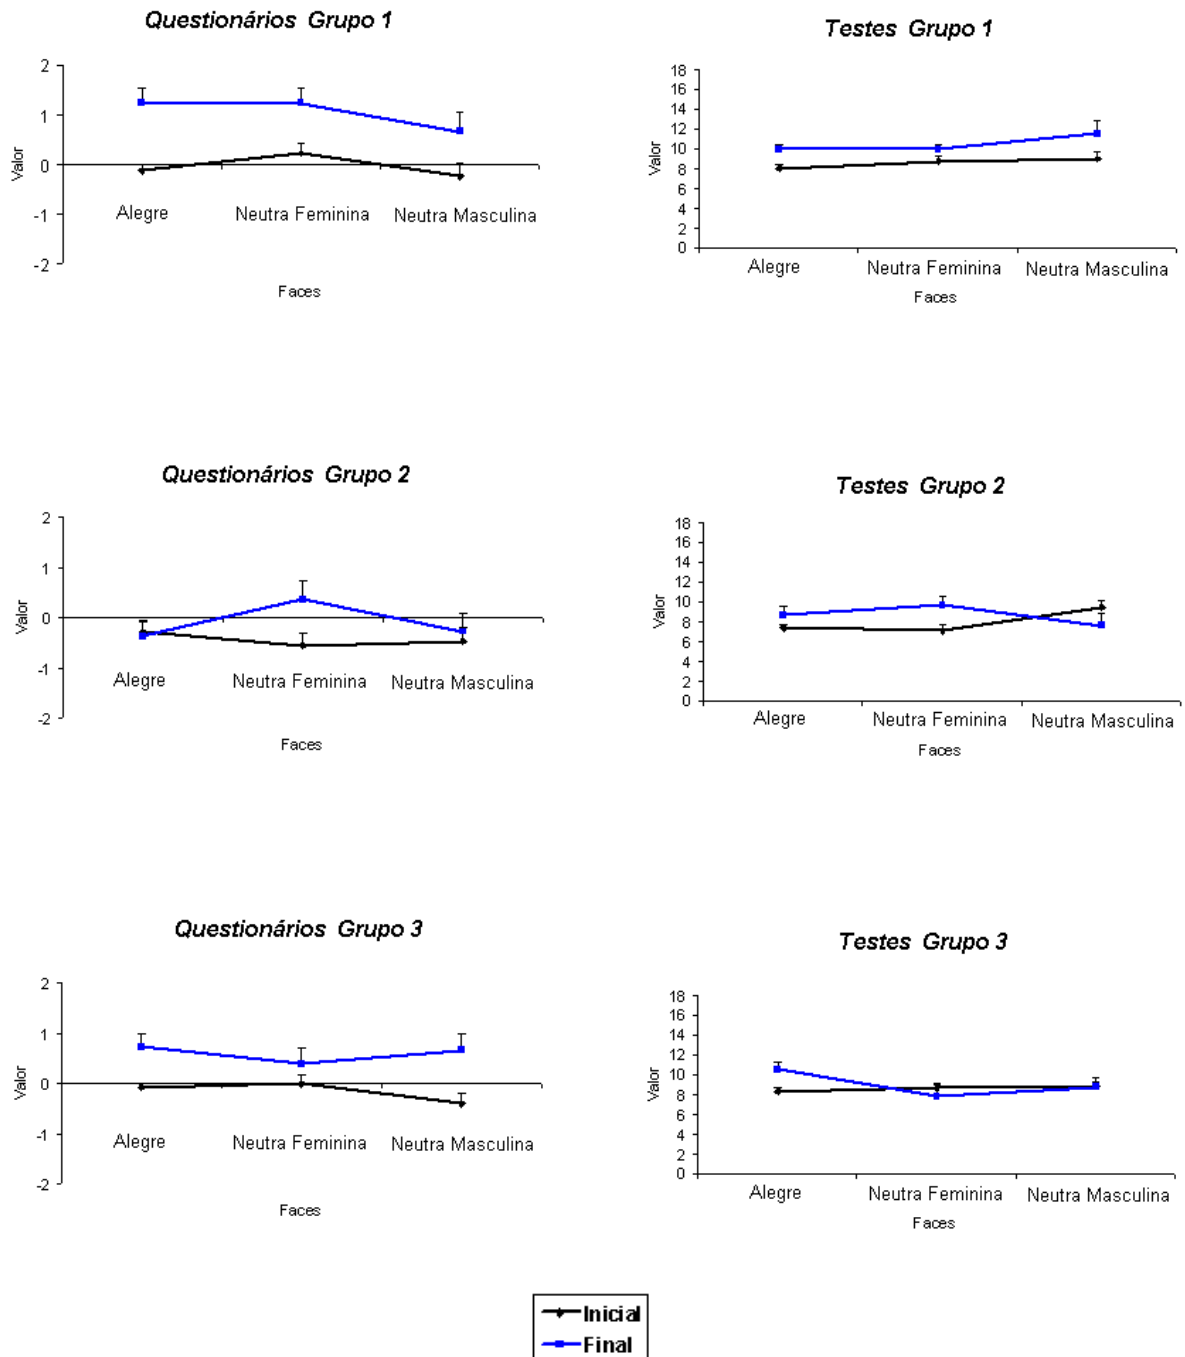 Questionários Grupo 1
2
1
0
-1
-2
Valor
Alegre Neutra Feminina Neutra Masculina
Faces
Testes Grupo 1
18
16
14
12
10
8
6
4
2
0
Valor
Alegre Neutra Feminina Neutra Masculina
Faces
Questionários Grupo 2
2
1
0
-1
-2
Valor
Alegre Neutra Feminina Neutra Masculina
Faces
Testes Grupo 2
18
16
14
12
10
8
6
4
2
0
Valor
Alegre Neutra Feminina Neutra Masculina
Faces
Questionários Grupo 3
2
1
0
-1
-2
Valor
Alegre Neutra Feminina Neutra Masculina
Faces
Testes Grupo 3
18
16
14
12
10
8
6
4
2
0
Valor
Alegre Neutra Feminina Neutra Masculina
Faces
Inicial
Final